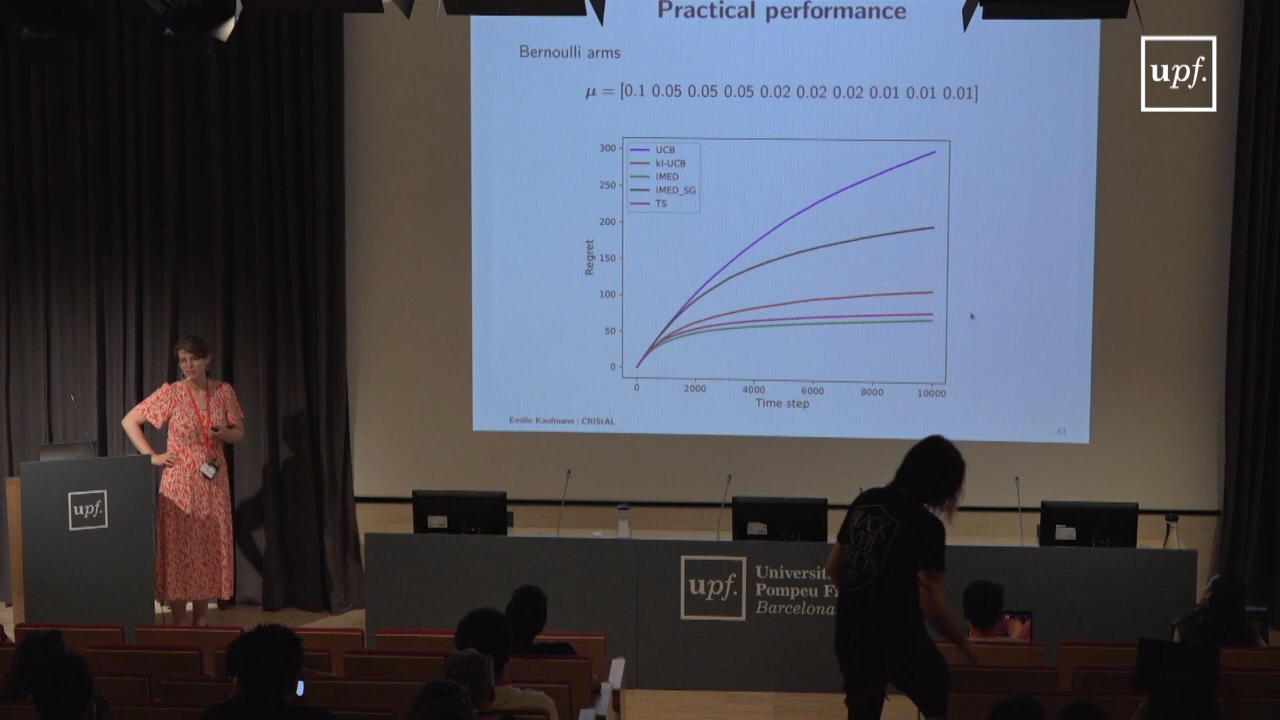 Practical performance
upf.
Bernoulli arms
μ = [0.1 0.05 0.05 0.05 0.02 0.02 0.02 0.01 0.01 0.01]
300
250
200
150
100
50
0
Regret
UCB
kl-UCB
IMED
IMED_SG
TS
0 2000 4000 6000 8000 10000
Time step
Emilie Kaufmann | CRIStAL
43
upf.
upf.
Universit
Pompeu F
Barcelona